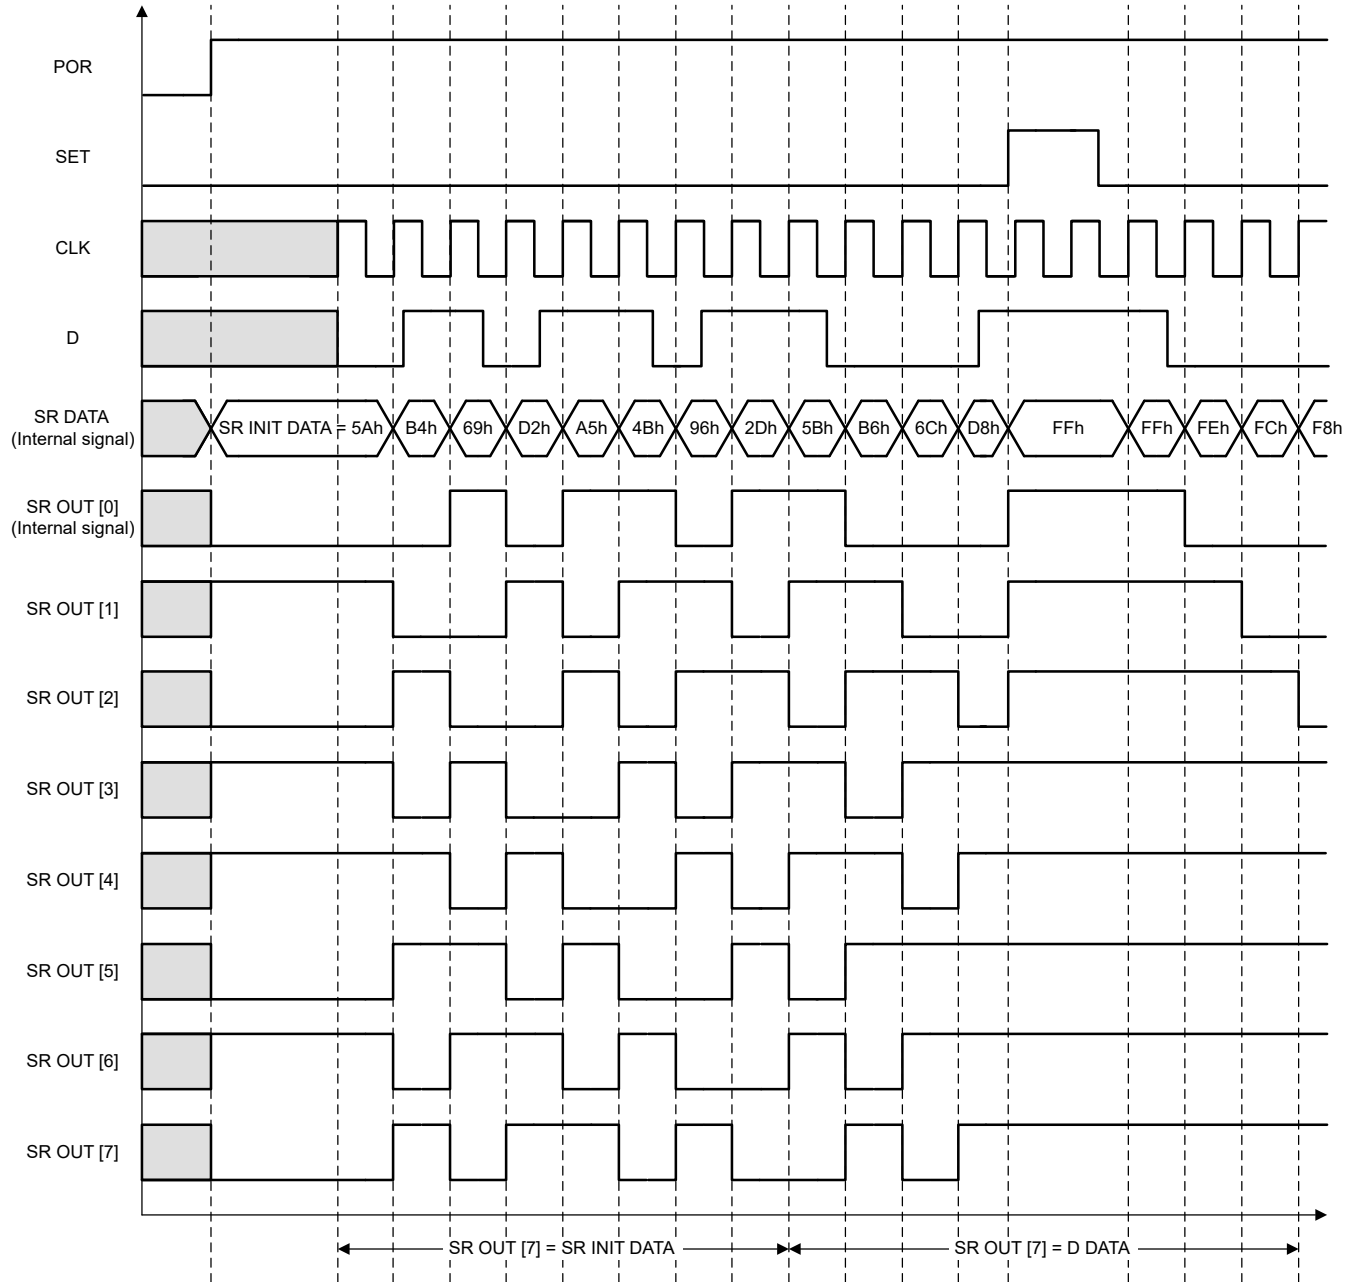 POR
SET
CLK
D
SR DATA
(Internal signal)
SR INIT DATA = 5Ah B4h 69h D2h A5h 4Bh 96h 2Dh 5Bh B6h 6Ch D8h FFh FFh FEh FCh F8h
SR OUT [0]
(Internal signal)
SR OUT [1]
SR OUT [2]
SR OUT [3]
SR OUT [4]
SR OUT [5]
SR OUT [6]
SR OUT [7]
SR OUT [7] = SR INIT DATA SR OUT [7] = D DATA